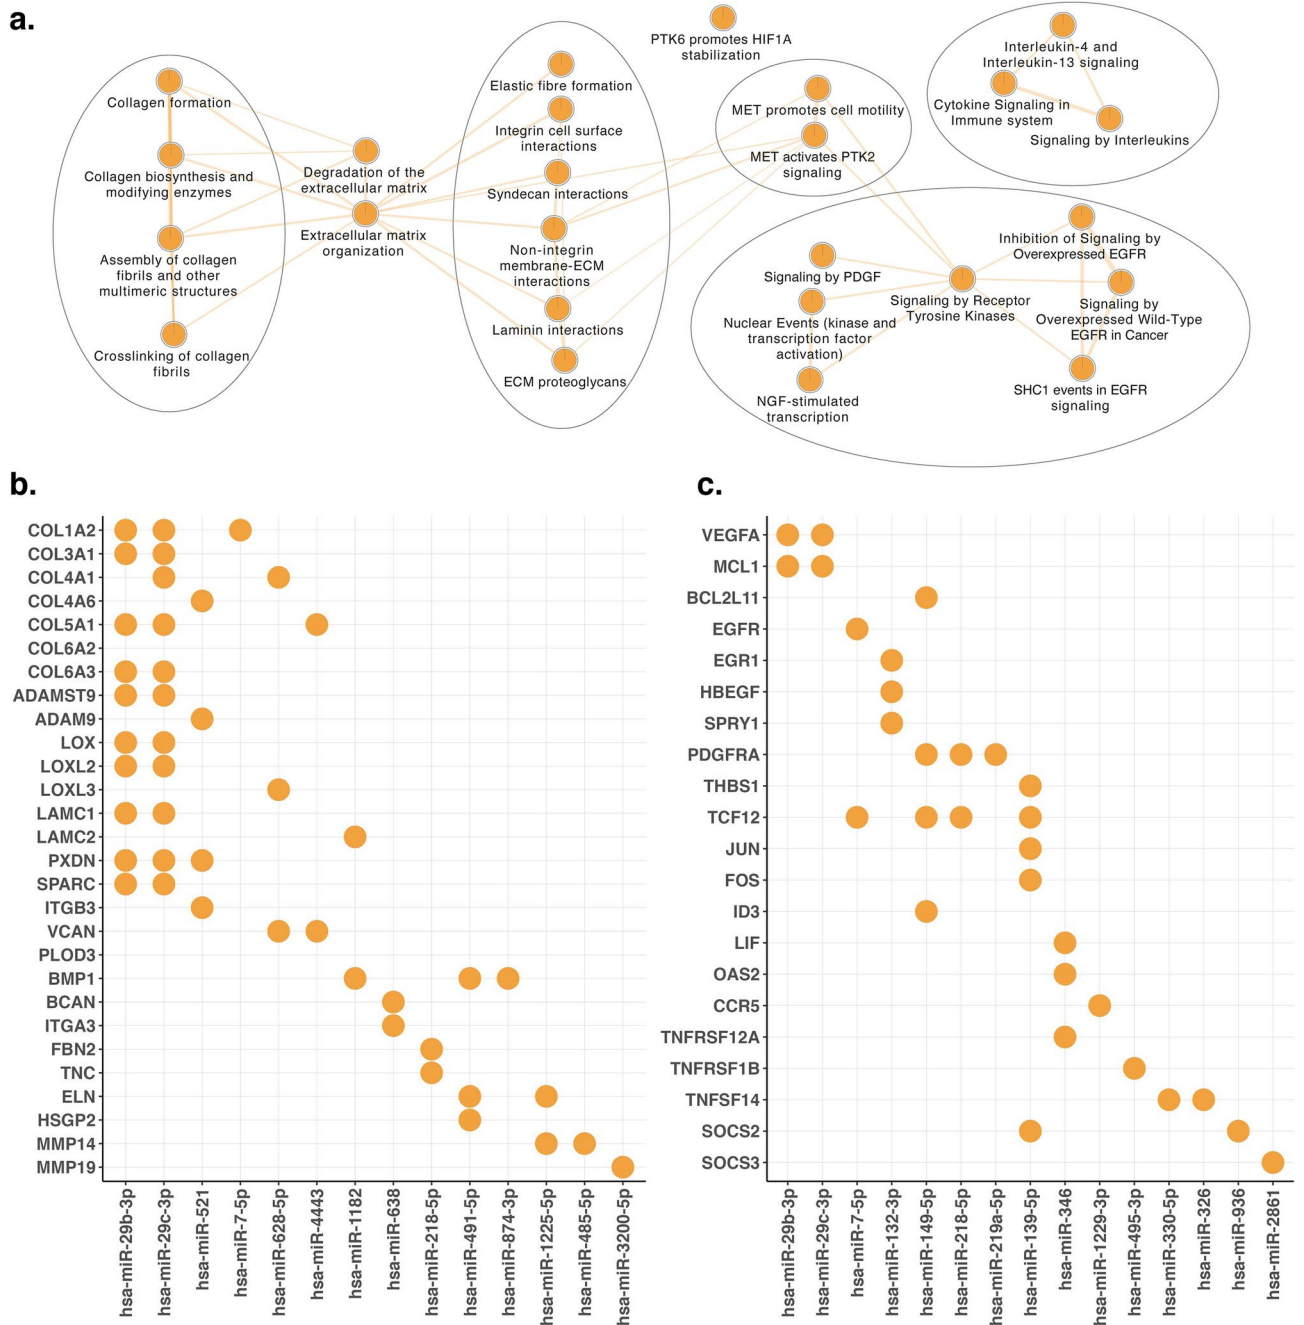 a.
PTK6 promotes HIF1A
stabilization
Interleukin-4 and
Interleukin-13 signaling
Cytokine Signaling in
Immune system
Signaling by Interleukins
Collagen formation
Collagen biosynthesis and
modifying enzymes
Assembly of collagen
fibrils and other
multimeric structures
Crosslinking of collagen
fibrils
Degradation of the
extracellular matrix
Extracellular matrix
organization
Elastic fibre formation
Integrin cell surface
interactions
Syndecan interactions
Non-integrin
membrane-ECM
interactions
Laminin interactions
ECM proteoglycans
MET promotes cell motility
MET activates PTK2
signaling
Signaling by PDGF
Nuclear Events (kinase and
transcription factor
activation)
NGF-stimulated
transcription
Signaling by Receptor
Tyrosine Kinases
Inhibition of Signaling by
Overexpressed EGFR
Signaling by
Overexpressed Wild-Type
EGFR in Cancer
SHC1 events in EGFR
signaling
b.
COL1A2
COL3A1
COL4A1
COL4A6
COL5A1
COL6A2
COL6A3
ADAMST9
ADAM9
LOX
LOXL2
LOXL3
LAMC1
LAMC2
PXDN
SPARC
ITGB3
VCAN
PLOD3
BMP1
BCAN
ITGA3
FBN2
TNC
ELN
HSGP2
MMP14
MMP19
hsa-miR-29b-3p
hsa-miR-29c-3p
hsa-miR-521
hsa-miR-7-5p
hsa-miR-628-5p
hsa-miR-4443
hsa-miR-1182
hsa-miR-638
hsa-miR-218-5p
hsa-miR-491-5p
hsa-miR-874-3p
hsa-miR-1225-5p
hsa-miR-485-5p
hsa-miR-3200-5p
c.
VEGFA
MCL1
BCL2L11
EGFR
EGR1
HBEGF
SPRY1
PDGFRA
THBS1
TCF12
JUN
FOS
ID3
LIF
OAS2
CCR5
TNFRSF12A
TNFRSF1B
TNFSF14
SOCS2
SOCS3
hsa-miR-29b-3p
hsa-miR-29c-3p
hsa-miR-7-5p
hsa-miR-132-3p
hsa-miR-149-5p
hsa-miR-218-5p
hsa-miR-219a-5p
hsa-miR-139-5p
hsa-miR-346
hsa-miR-1229-3p
hsa-miR-495-3p
hsa-miR-330-5p
hsa-miR-326
hsa-miR-936
hsa-miR-2861